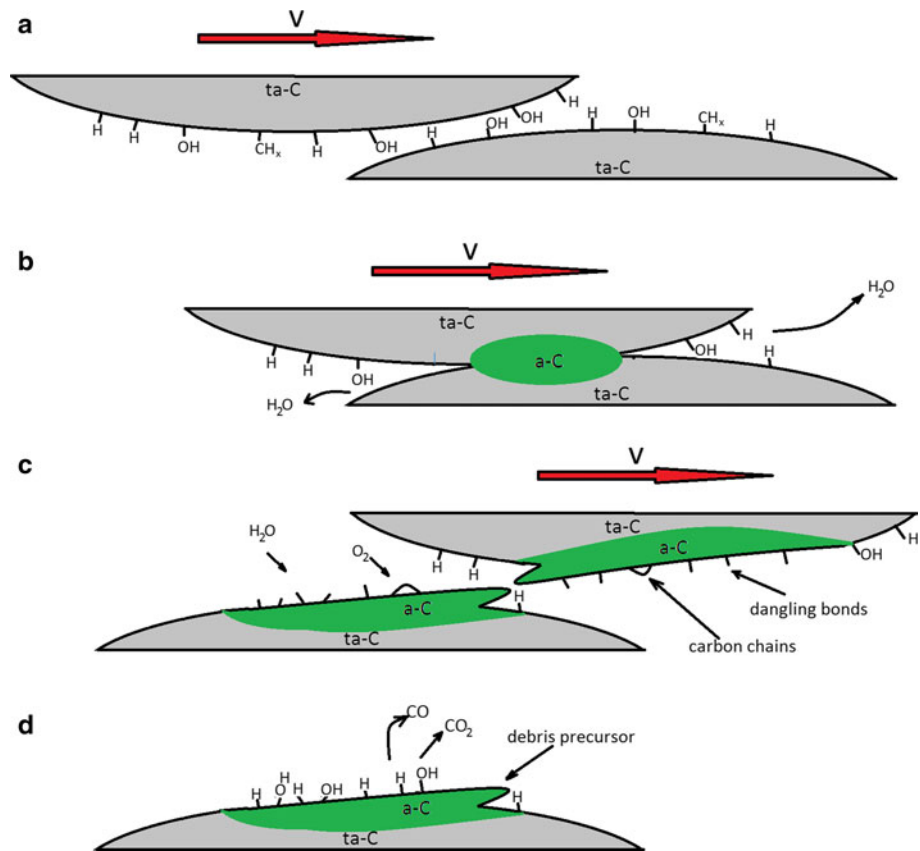 a
V
ta-C
H
H
H
OH
CHₓ
H
OH
H
OH
OH
H
H
OH
CHₓ
H
ta-C
b
V
H₂O
ta-C
H
H
H
OH
a-C
OH
H
H₂O
ta-C
c
V
ta-C
H₂O
O₂
a-C
H
H
H
OH
a-C
H
dangling bonds
ta-C
carbon chains
d
CO
CO₂
debris precursor
H
H
O
H
OH
H
H
OH
H
a-C
ta-C